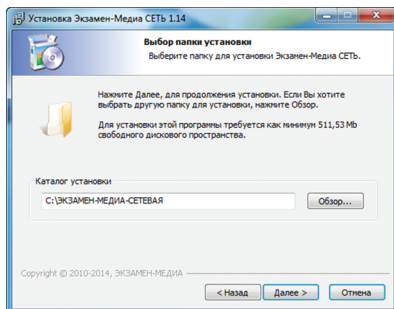 Установка Экзамен-Медиа СЕТЬ 1.14
Выбор папки установки
Выберите папку для установки Экзамен-Медиа СЕТЬ.
Нажмите Далее, для продолжения установки. Если Вы хотите
выбрать другую папку для установки, нажмите Обзор.
Для установки этой программы требуется как минимум 511,53 Mb
свободного дискового пространства.
Каталог установки
C:\ЭКЗАМЕН-МЕДИА-СЕТЕВАЯ
Обзор...
Copyright © 2010-2014, ЭКЗАМЕН-МЕДИА
< Назад
Далее >
Отмена